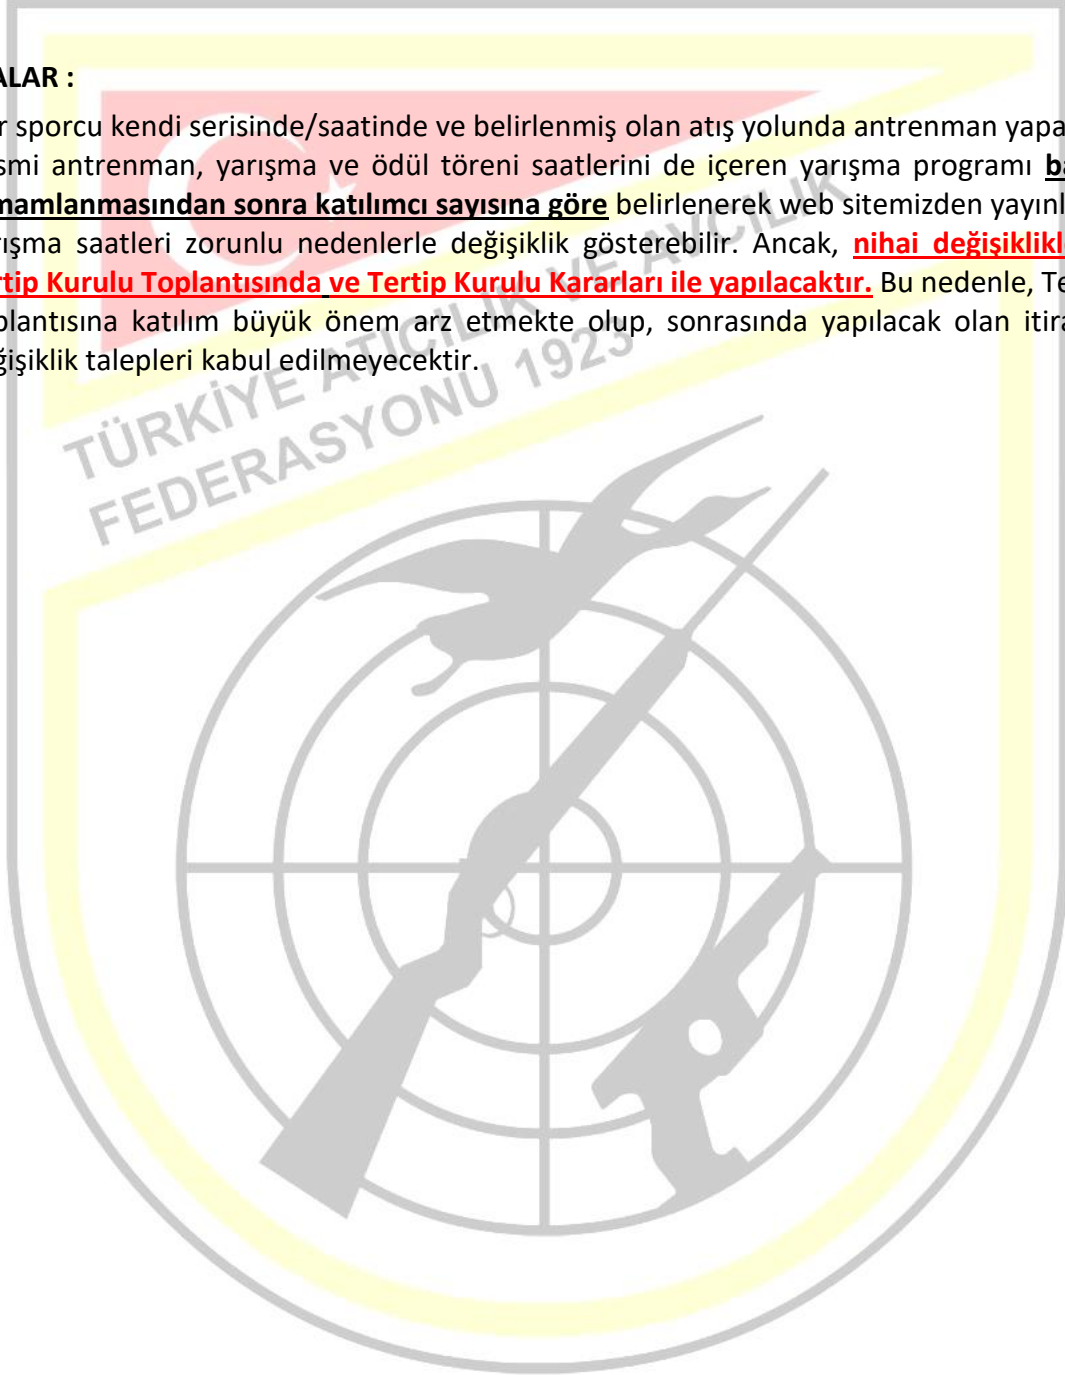 ALAR :
r sporcu kendi serisinde/saatinde ve belirlenmiş olan atış yolunda antrenman yapa
smi antrenman, yarışma ve ödül töreni saatlerini de içeren yarışma programı ba
mamlanmasından sonra katılımcı sayısına göre belirlenerek web sitemizden yayınl
rışma saatleri zorunlu nedenlerle değişiklik gösterebilir. Ancak, nihai değişiklikl
rtip Kurulu Toplantısında ve Tertip Kurulu Kararları ile yapılacaktır. Bu nedenle, Te
plantısına katılım büyük önem arz etmekte olup, sonrasında yapılacak olan itira
ğişiklik talepleri kabul edilmeyecektir.
TÜRKİYE ATICILIK VE AVCILIK
FEDERASYONU 1923